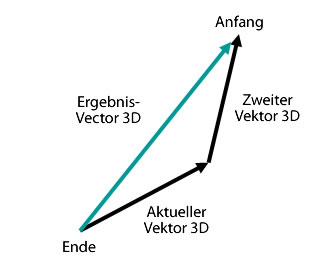 Anfang
Ergebnis-
Vector 3D
Zweiter
Vektor 3D
Aktueller
Vektor 3D
Ende